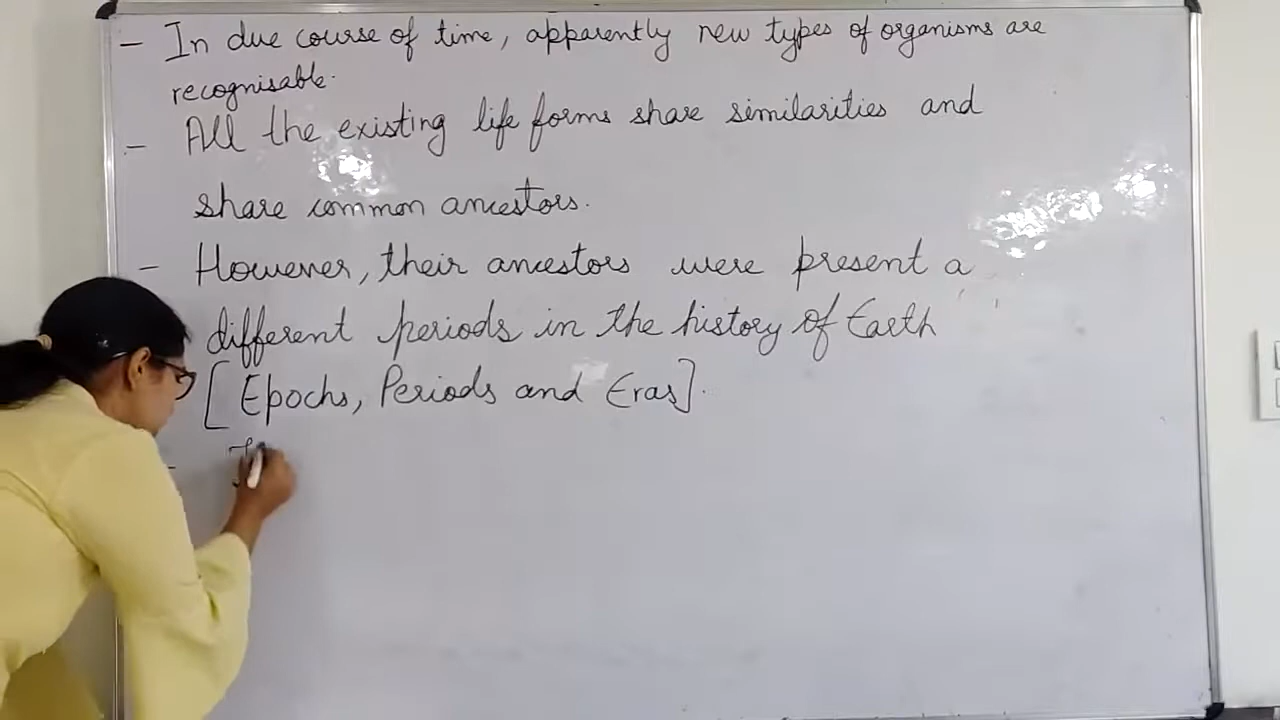 - In due course of time, apparently new types of organisms are
recognisable.
- All the existing life forms share similarities and
share common ancestors.
- However, their ancestors were present a
different periods in the history of Earth
[Epochs, Periods and Eras].
-